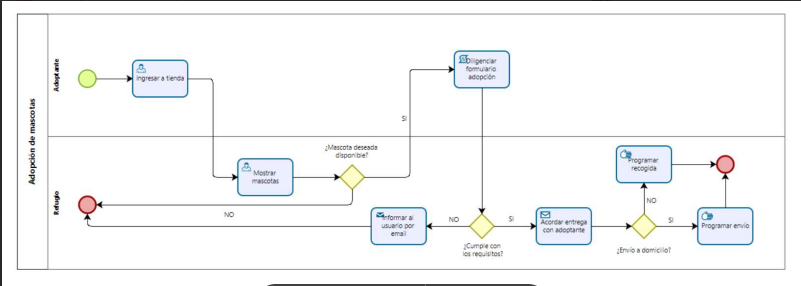 Adopción de mascotas
Adoptante
Ingresar a tienda
Diligenciar
formulario
adopción
SI
Refugio
Mostrar
mascotas
¿Mascota deseada
disponible?
NO
Informar al
usuario por
email
NO
¿Cumple con
los requisitos?
SI
Acordar entrega
con adoptante
¿Envío a domicilio?
NO
Programar
recogida
SI
Programar envío